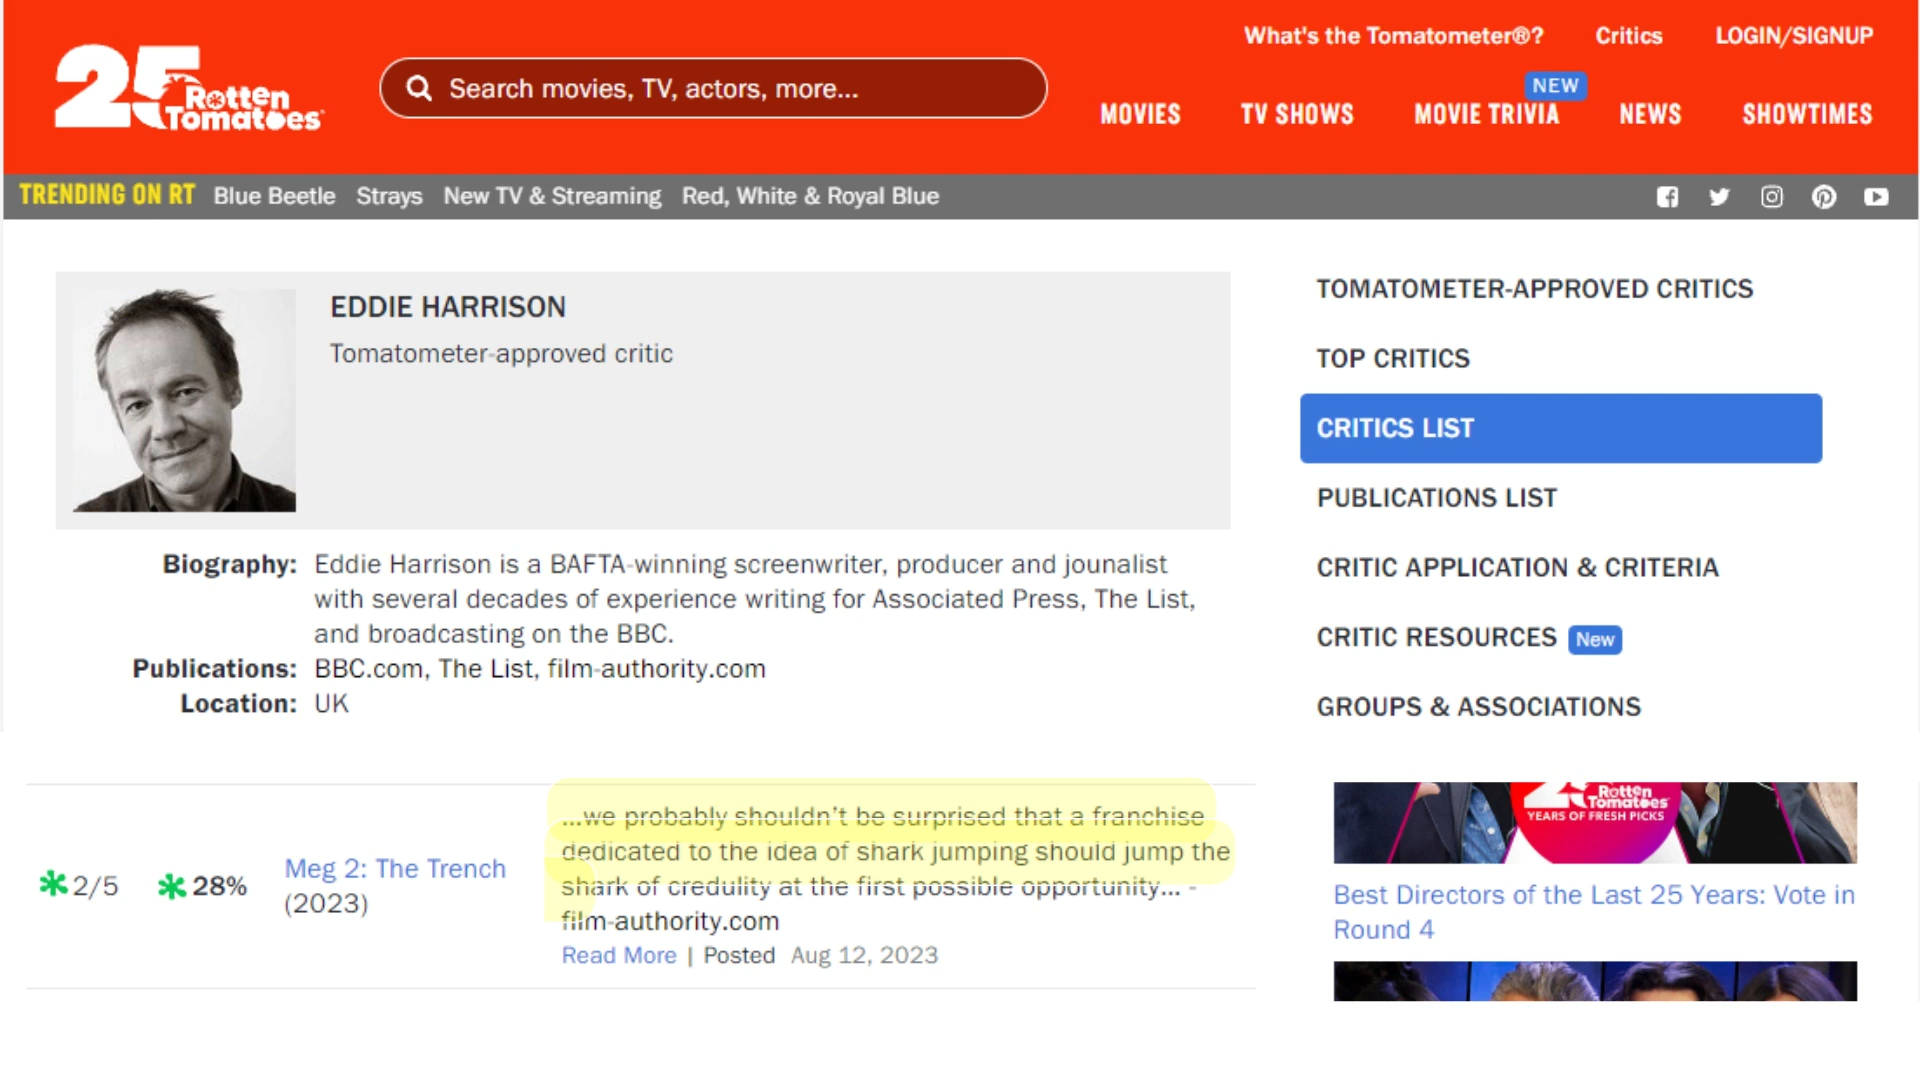 What's the Tomatometer®? Critics LOGIN/SIGNUP
25 Rotten Tomatoes
Search movies, TV, actors, more...
NEW
MOVIES TV SHOWS MOVIE TRIVIA NEWS SHOWTIMES
TRENDING ON RT Blue Beetle Strays New TV & Streaming Red, White & Royal Blue
EDDIE HARRISON
Tomatometer-approved critic
Biography: Eddie Harrison is a BAFTA-winning screenwriter, producer and jounalist
with several decades of experience writing for Associated Press, The List,
and broadcasting on the BBC.
Publications: BBC.com, The List, film-authority.com
Location: UK
TOMATOMETER-APPROVED CRITICS
TOP CRITICS
CRITICS LIST
PUBLICATIONS LIST
CRITIC APPLICATION & CRITERIA
CRITIC RESOURCES New
GROUPS & ASSOCIATIONS
2/5 28%
Meg 2: The Trench
(2023)
...we probably shouldn't be surprised that a franchise
dedicated to the idea of shark jumping should jump the
shark of credulity at the first possible opportunity... -
film-authority.com
Read More | Posted Aug 12, 2023
Rotten
Tomatoes
YEARS OF FRESH PICKS
Best Directors of the Last 25 Years: Vote in
Round 4